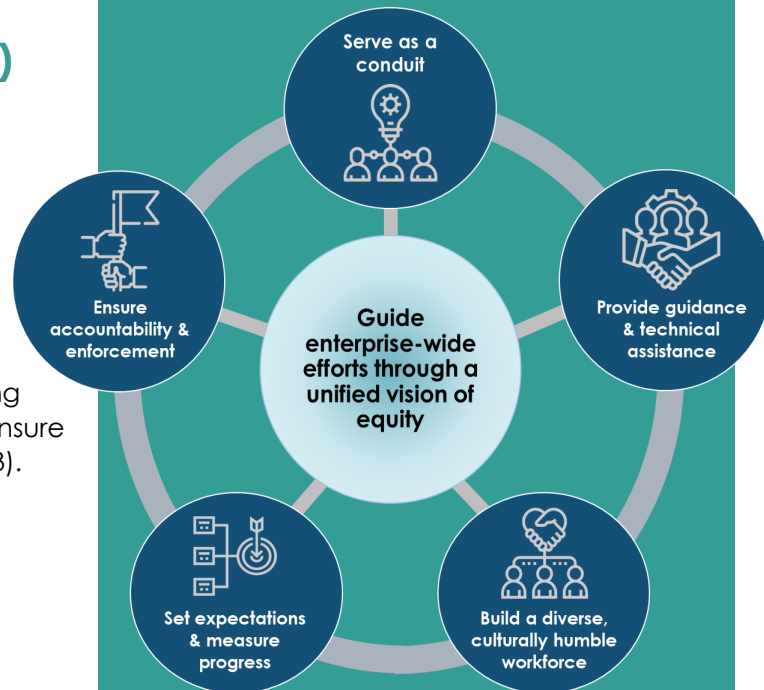 )
Serve as a
conduit
Ensure
accountability &
enforcement
Provide guidance
& technical
assistance
Guide
enterprise-wide
efforts through a
unified vision of
equity
Set expectations
& measure
progress
Build a diverse,
culturally humble
workforce